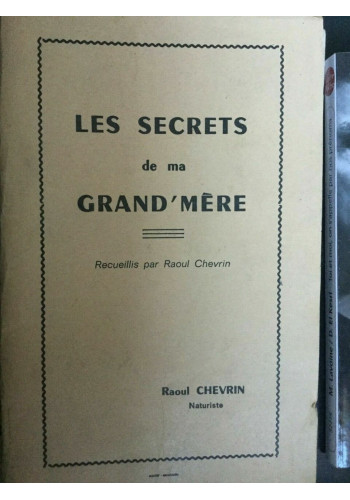 LES SECRETS
de ma
GRAND'MÈRE
Recueillis par Raoul Chevrin
Raoul CHEVRIN
Naturiste